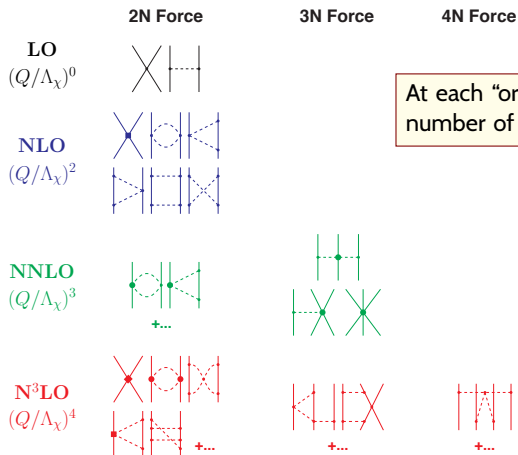 2N Force 3N Force 4N Force
LO
(Q/Λχ)⁰
At each “or
number of
NLO
(Q/Λχ)²
NNLO
(Q/Λχ)³
+...
N³LO
(Q/Λχ)⁴
+... +... +...